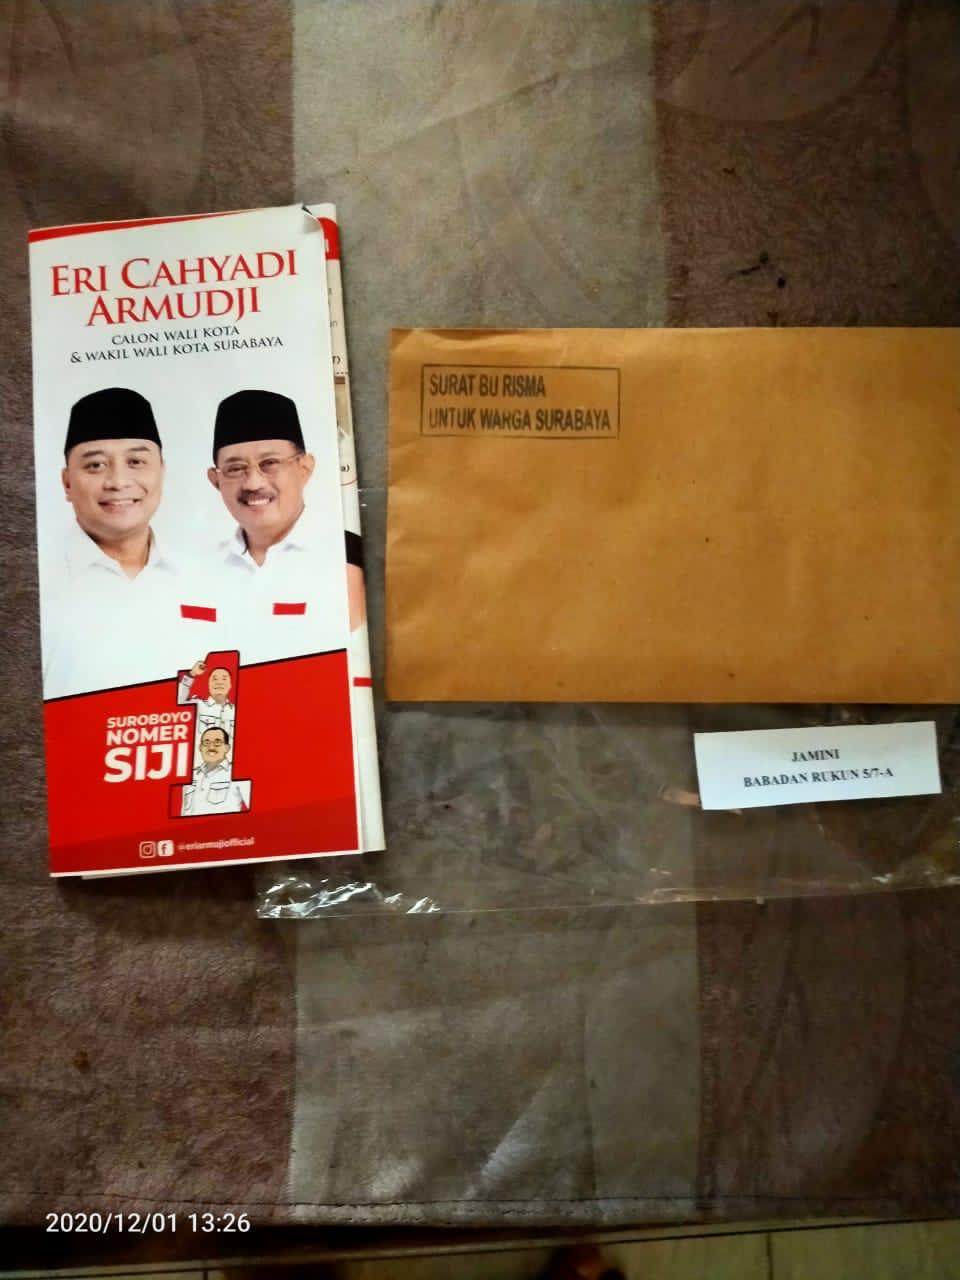 ERI CAHYADI
ARMUDJI
CALON WALI KOTA
& WAKIL WALI KOTA SURABAYA
SUROBOYO
NOMER
SIJI
1
@eriarmujiofficial
SURAT BU RISMA
UNTUK WARGA SURABAYA
JAMINI
BABADAN RUKUN 5/7-A
2020/12/01 13:26